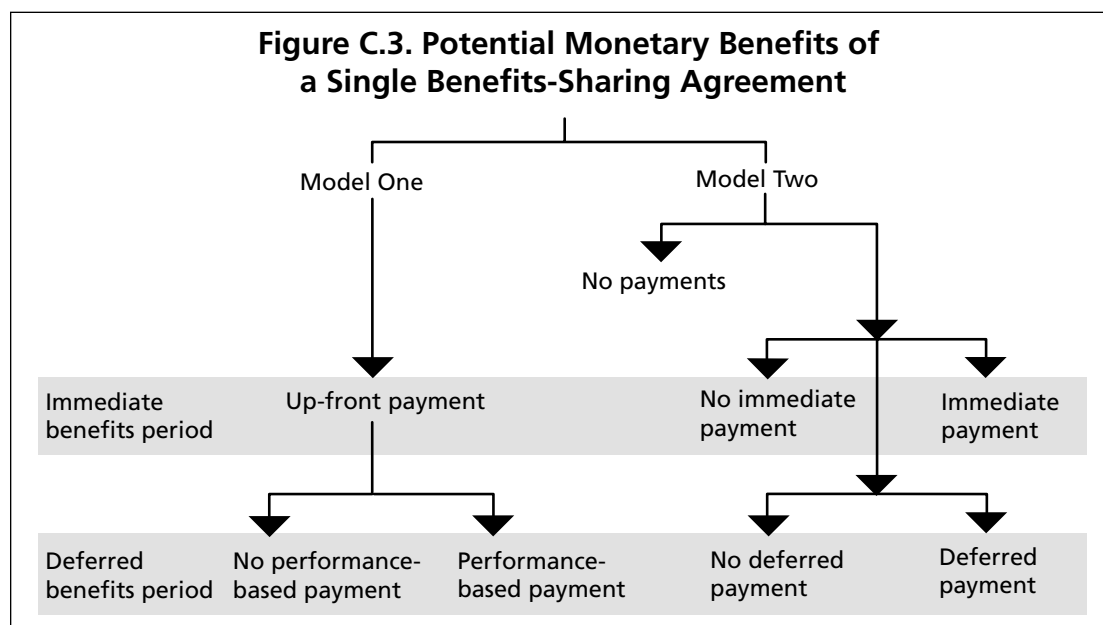 Figure C.3. Potential Monetary Benefits of
a Single Benefits-Sharing Agreement
Model One
Model Two
No payments
Immediate
benefits period
Up-front payment
No immediate
payment
Immediate
payment
Deferred
benefits period
No performance-
based payment
Performance-
based payment
No deferred
payment
Deferred
payment